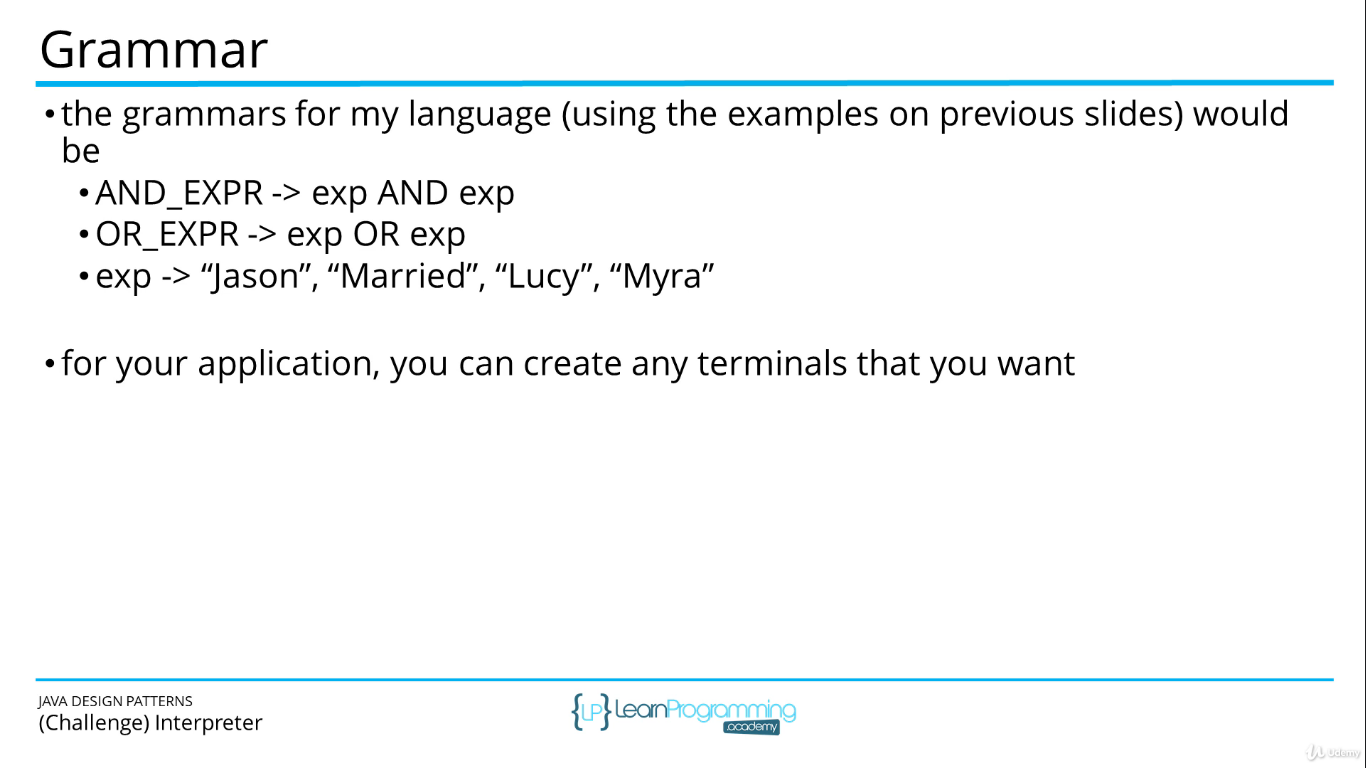 Grammar
•the grammars for my language (using the examples on previous slides) would
be
•AND_EXPR -> exp AND exp
•OR_EXPR -> exp OR exp
•exp -> “Jason”, “Married”, “Lucy”, “Myra”
•for your application, you can create any terminals that you want
JAVA DESIGN PATTERNS
(Challenge) Interpreter
{LP} LearnProgramming
.academy
Udemy